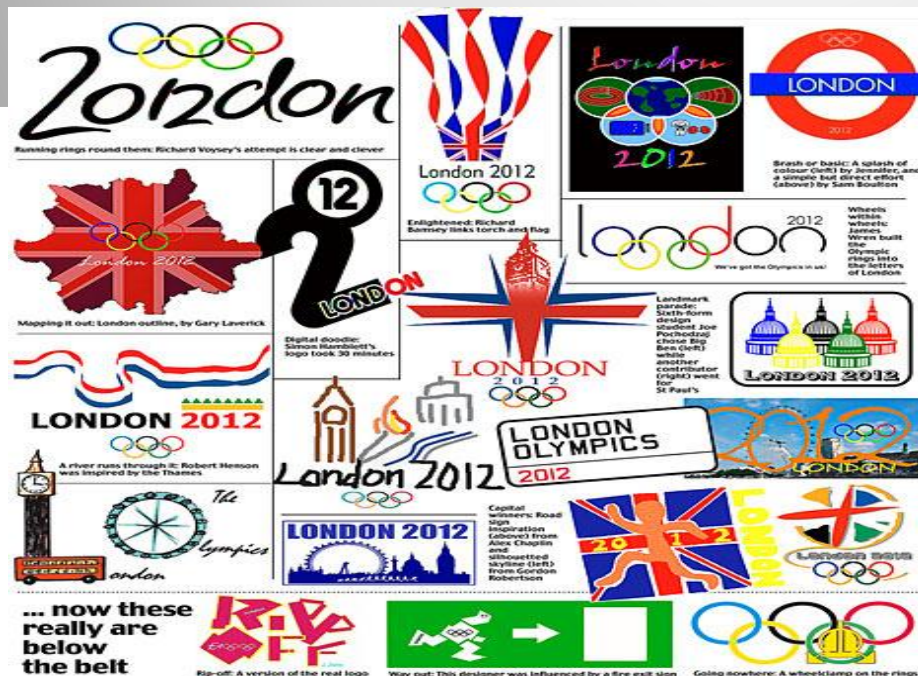 London
Running rings round them: Richard Voysey's attempt is clear and clever
London 2012
Enlightened: Richard
Bamsey links torch and flag
London
2012
LONDON
2012
Brash or basic: A splash of
colour (left) by Jennifer, and
a simple but direct effort
(above) by Sam Boulton
London 2012
Mapping it out: London outline, by Gary Laverick
12
LONDON
Digital doodle:
Simon Humblett's
logo took 30 minutes
london
2012
We've got the Olympics in us!
Wheels
within
wheels:
James
Wren built
the
Olympic
rings into
the letters
of London
LONDON
2012
Landmark
parade:
Sixth-form
design
student Joe
Pochodzaj
chose Big
Ben (left)
while
another
contributor
(right) went
for
St Paul's
LONDON 2012
LONDON 2012
A river runs through it: Robert Henson
was inspired by the Thames
London 2012
LONDON
OLYMPICS
2012
2012
LONDON
The
lympics
ondon
LONDON 2012
Capital
winners: Road
sign
inspiration
(above) from
Alex Chaplin
and
silhouetted
skyline (left)
from Gordon
Robertson
2012
LONDON
London 2012
... now these
really are
below
the belt
RIP OFF
Rip-off: A version of the real logo
Way out: This designer was influenced by a fire exit sign
Going nowhere: A wheelclamp on the rings